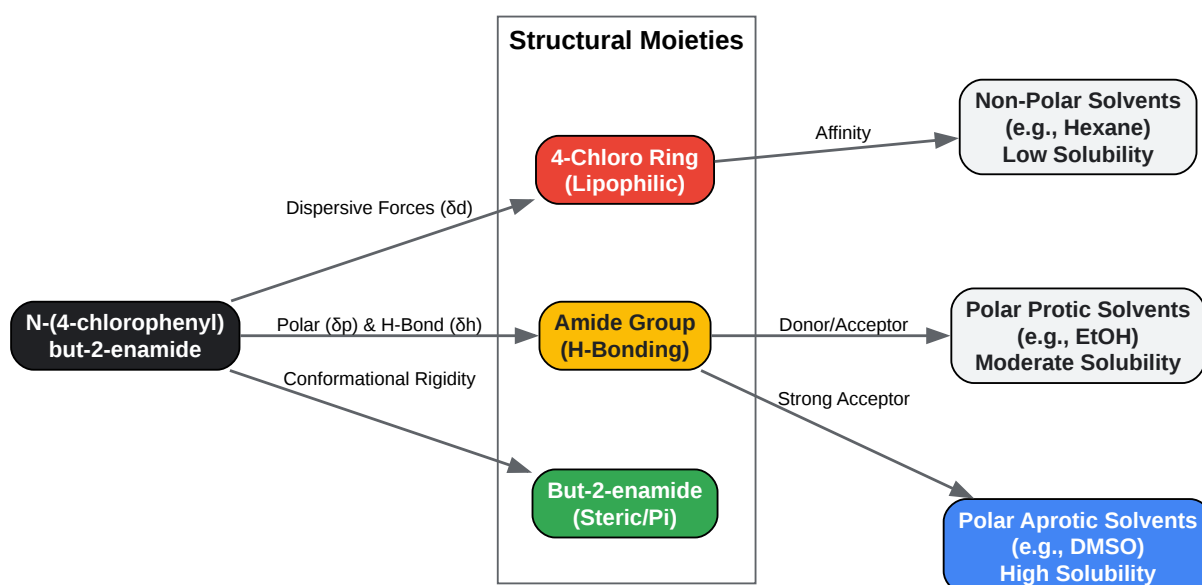 Structural Moieties
Non-Polar Solvents
(e.g., Hexane)
Low Solubility
Affinity
4-Chloro Ring
(Lipophilic)
Dispersive Forces (δd)
N-(4-chlorophenyl)
but-2-enamide
Polar (δp) & H-Bond (δh)
Amide Group
(H-Bonding)
Donor/Acceptor
Polar Protic Solvents
(e.g., EtOH)
Moderate Solubility
Conformational Rigidity
Strong Acceptor
But-2-enamide
(Steric/Pi)
Polar Aprotic Solvents
(e.g., DMSO)
High Solubility